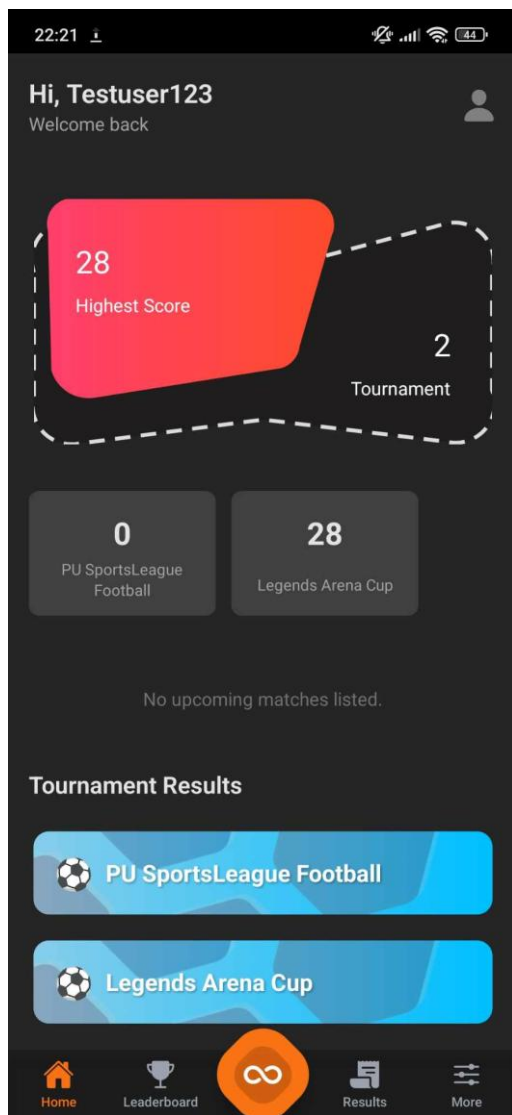 22:21
44
Hi, Testuser123
Welcome back
28
Highest Score
2
Tournament
0
PU SportsLeague
Football
28
Legends Arena Cup
No upcoming matches listed.
Tournament Results
PU SportsLeague Football
Legends Arena Cup
Home
Leaderboard
Results
More